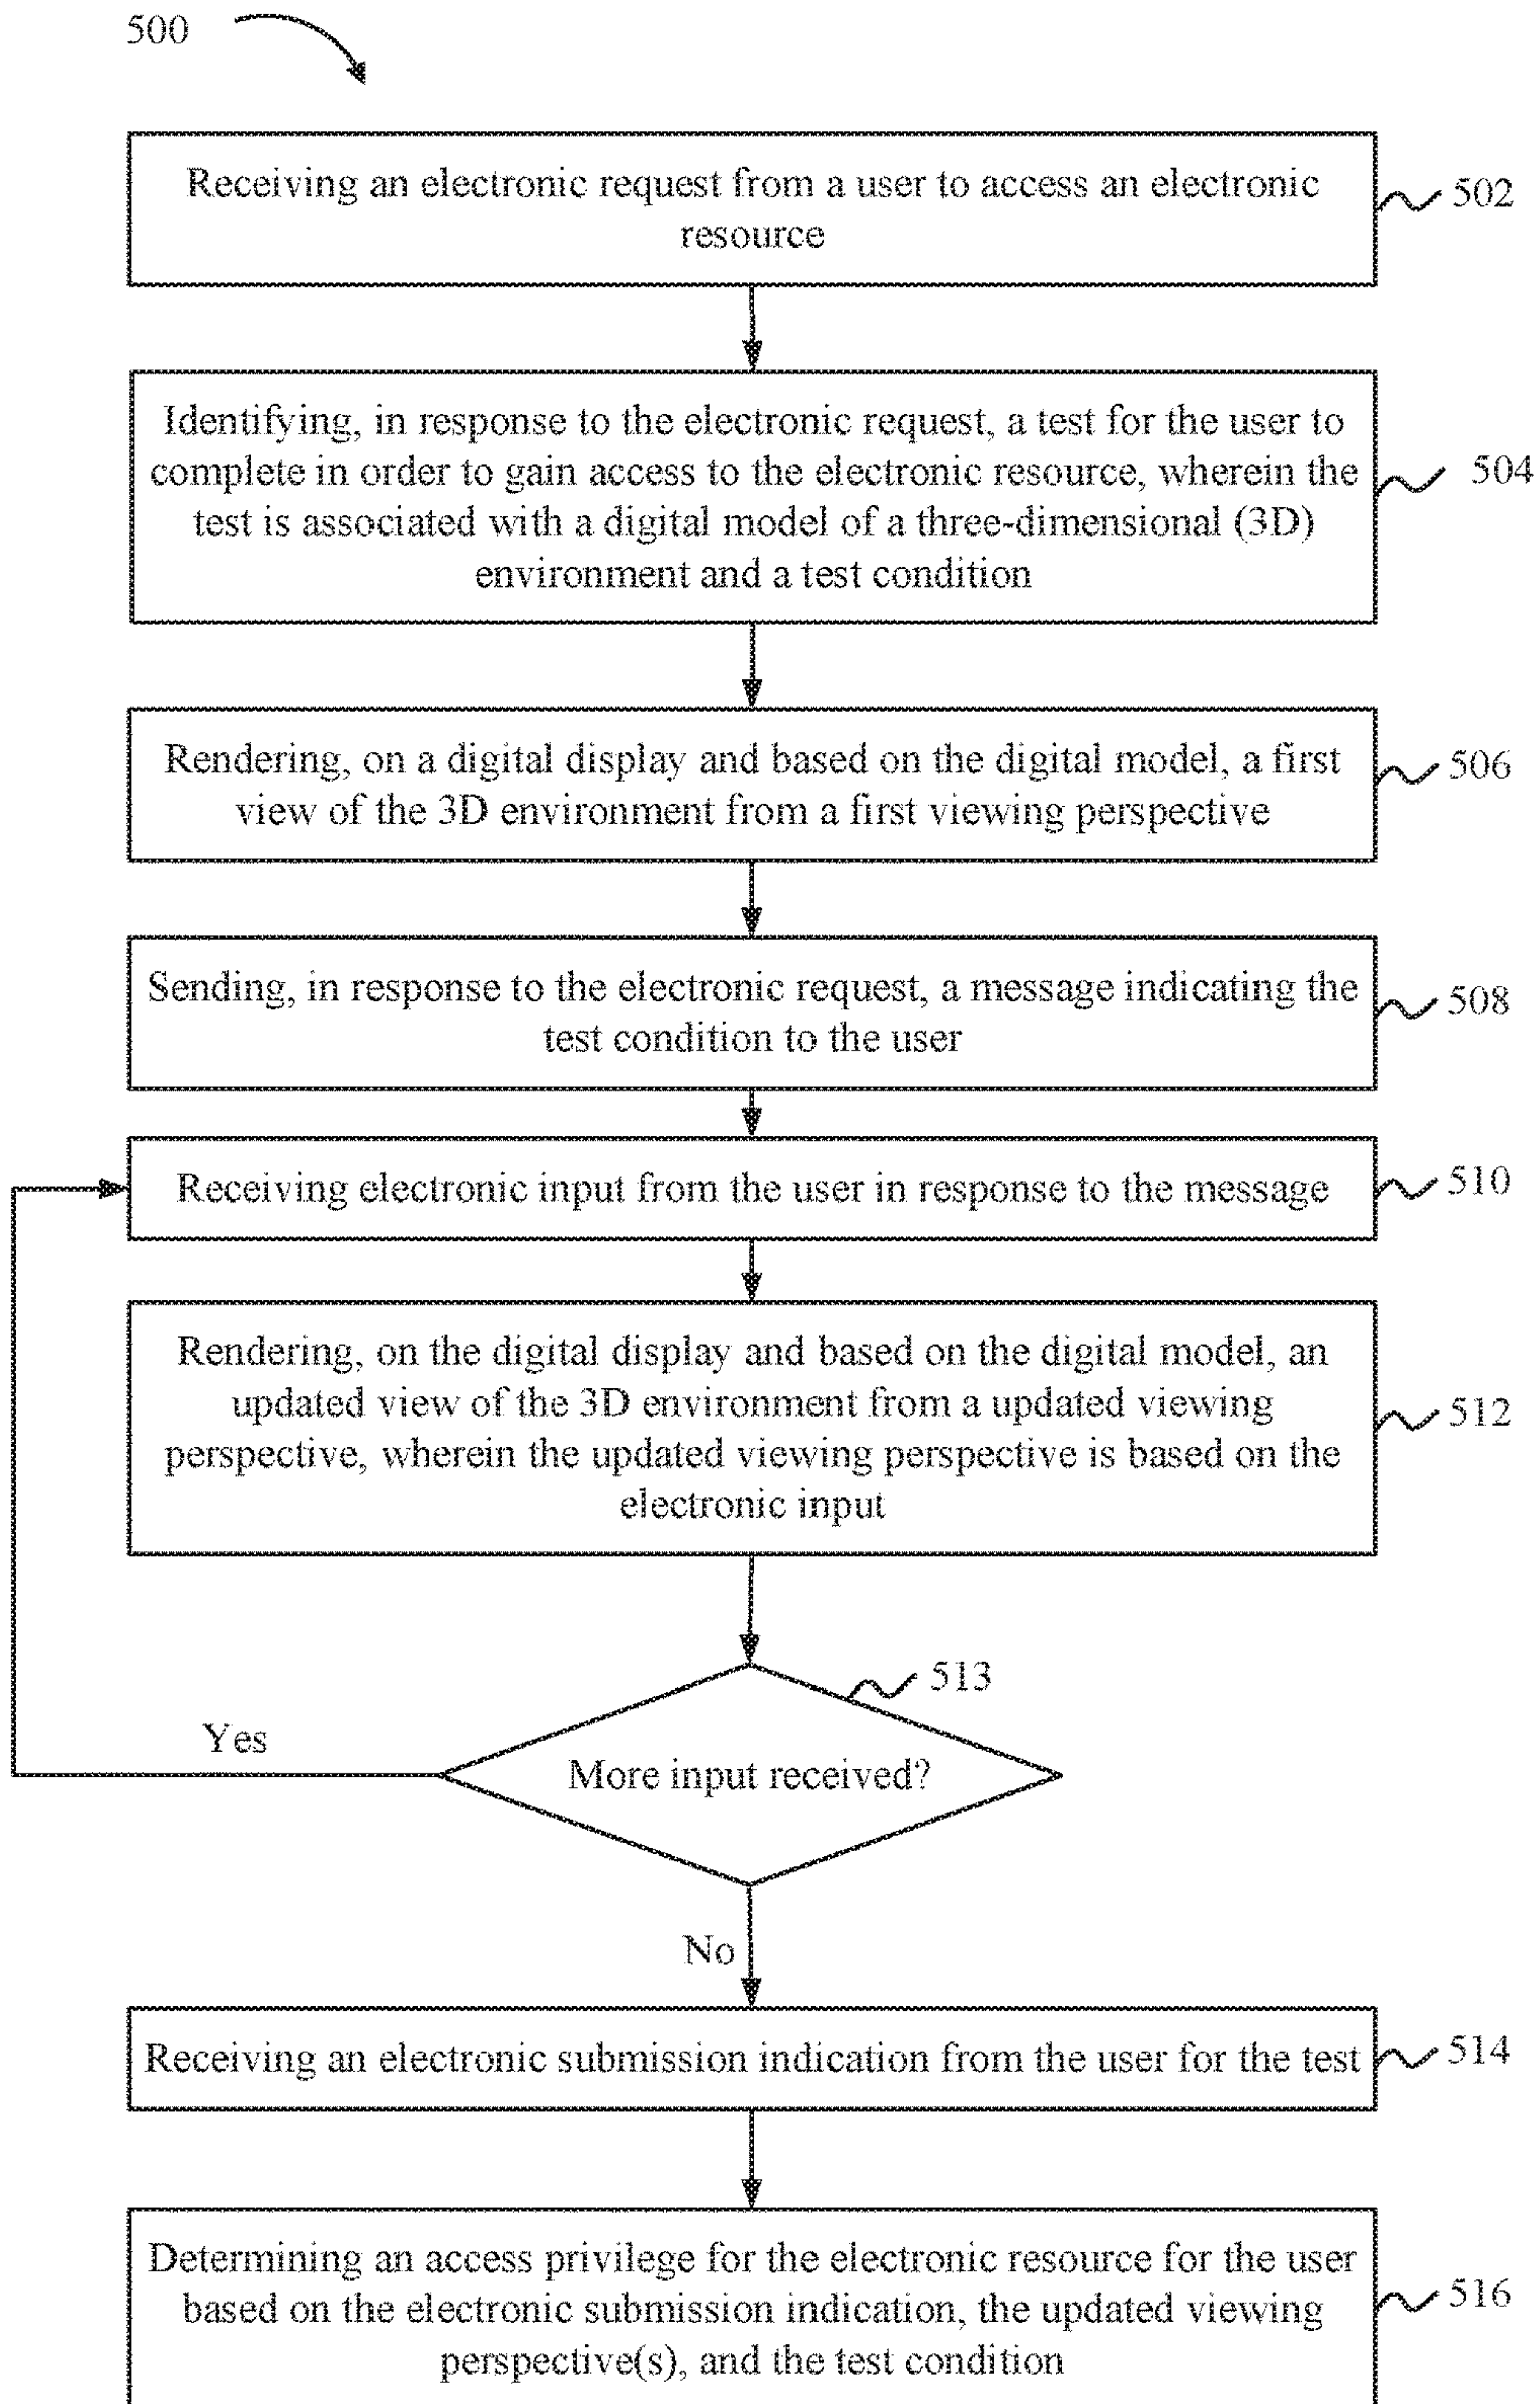 500
Receiving an electronic request from a user to access an electronic
resource
502
Identifying, in response to the electronic request, a test for the user to
complete in order to gain access to the electronic resource, wherein the
test is associated with a digital model of a three-dimensional (3D)
environment and a test condition
504
Rendering, on a digital display and based on the digital model, a first
view of the 3D environment from a first viewing perspective
506
Sending, in response to the electronic request, a message indicating the
test condition to the user
508
Receiving electronic input from the user in response to the message
510
Rendering, on the digital display and based on the digital model, an
updated view of the 3D environment from a updated viewing
perspective, wherein the updated viewing perspective is based on the
electronic input
512
513
Yes
More input received?
No
Receiving an electronic submission indication from the user for the test
514
Determining an access privilege for the electronic resource for the user
based on the electronic submission indication, the updated viewing
perspective(s), and the test condition
516